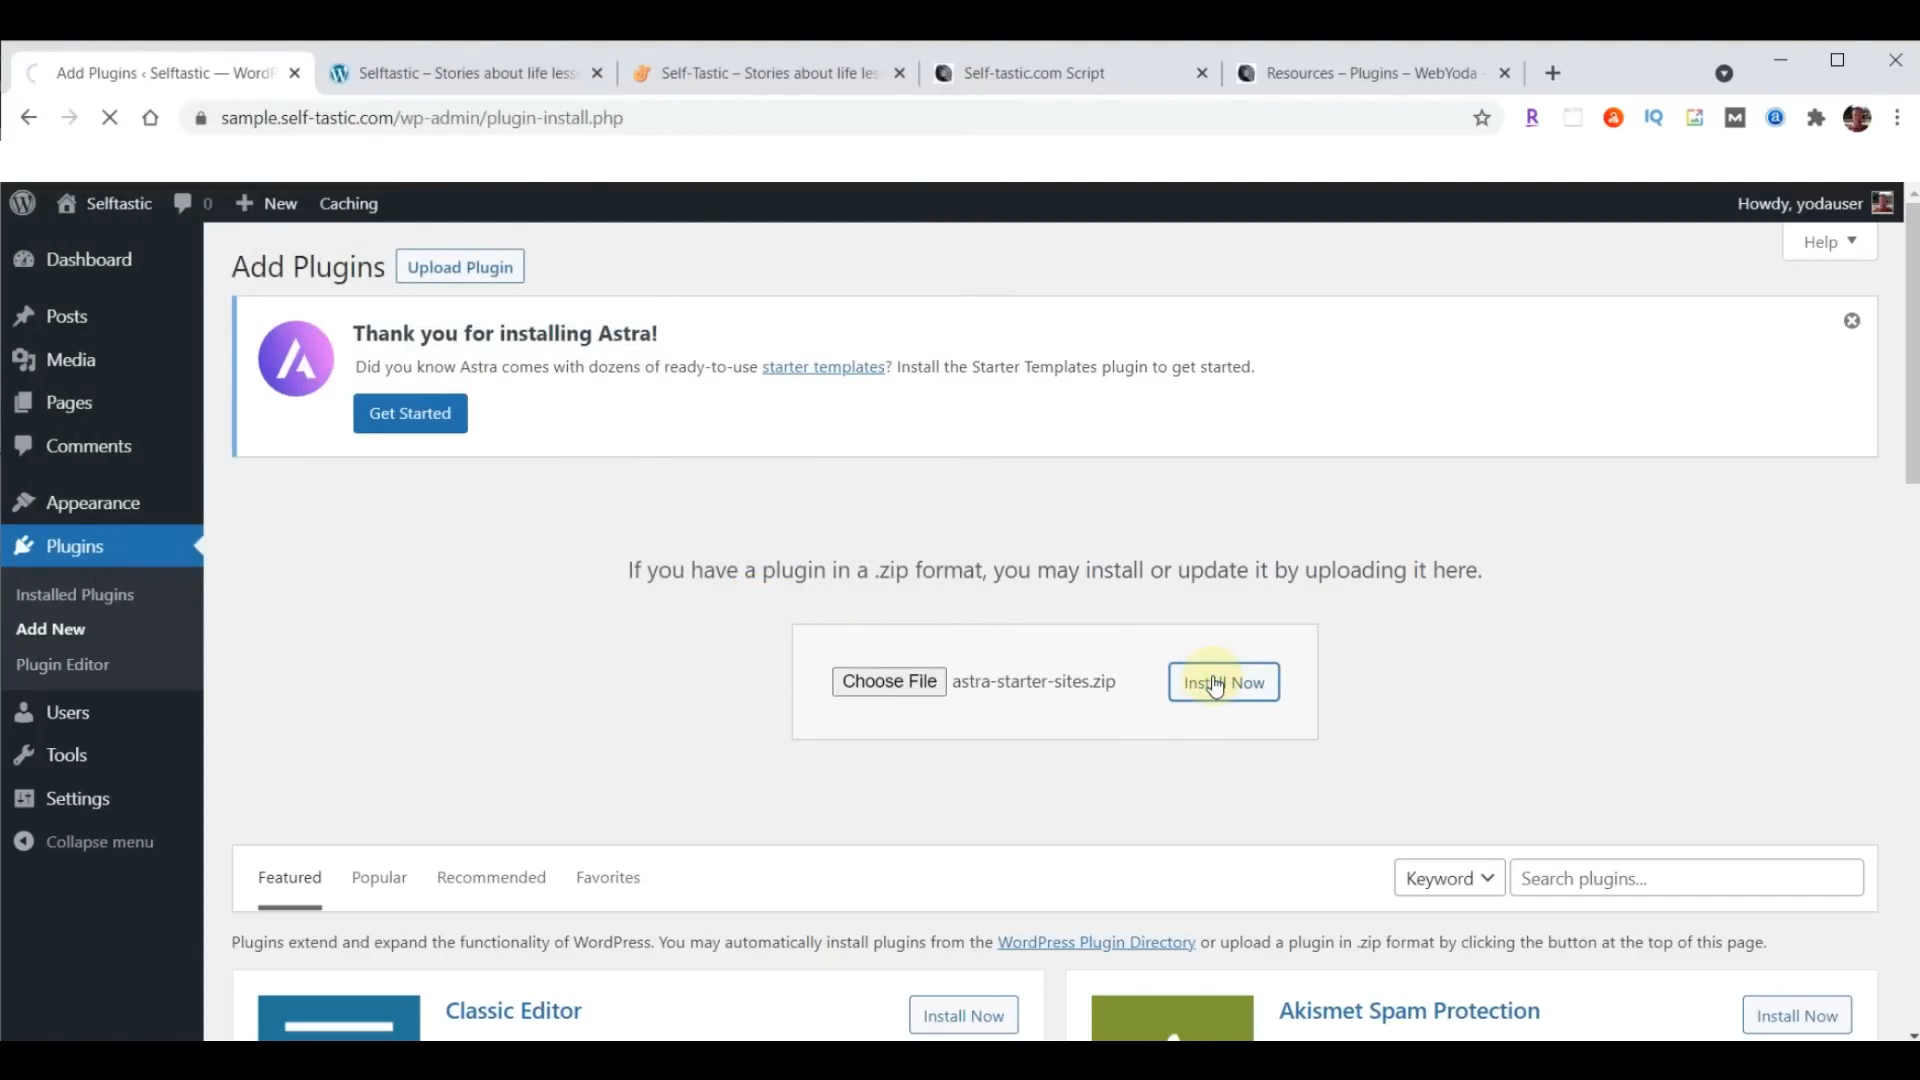 Add Plugins ‹ Selftastic — WordP
Selftastic – Stories about life less
Self-Tastic – Stories about life les
Self-tastic.com Script
Resources – Plugins – WebYoda
sample.self-tastic.com/wp-admin/plugin-install.php
R
IQ
M
a
Selftastic
0
New
Caching
Howdy, yodauser
Help
Dashboard
Posts
Media
Pages
Comments
Appearance
Plugins
Installed Plugins
Add New
Plugin Editor
Users
Tools
Settings
Collapse menu
Add Plugins
Upload Plugin
Thank you for installing Astra!
Did you know Astra comes with dozens of ready-to-use starter templates? Install the Starter Templates plugin to get started.
Get Started
If you have a plugin in a .zip format, you may install or update it by uploading it here.
Choose File astra-starter-sites.zip
Install Now
Featured
Popular
Recommended
Favorites
Keyword
Search plugins...
Plugins extend and expand the functionality of WordPress. You may automatically install plugins from the WordPress Plugin Directory or upload a plugin in .zip format by clicking the button at the top of this page.
Classic Editor
Install Now
Akismet Spam Protection
Install Now